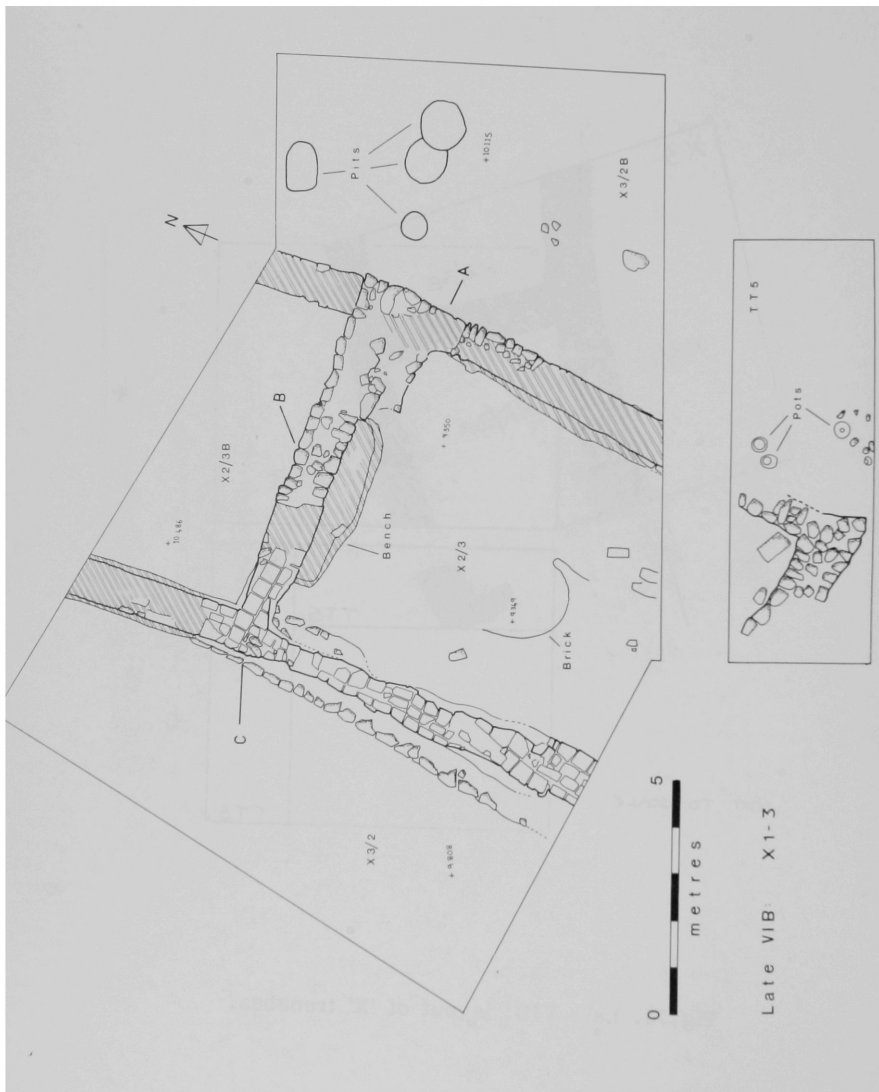 N
Pits
+10.115
X3/2B
A
B
X2/3B
+10.486
+9.550
Bench
X2/3
+9.349
Brick
C
X3/2
+9.808
TT5
Pots
0 5
metres
Late VIB: X1-3